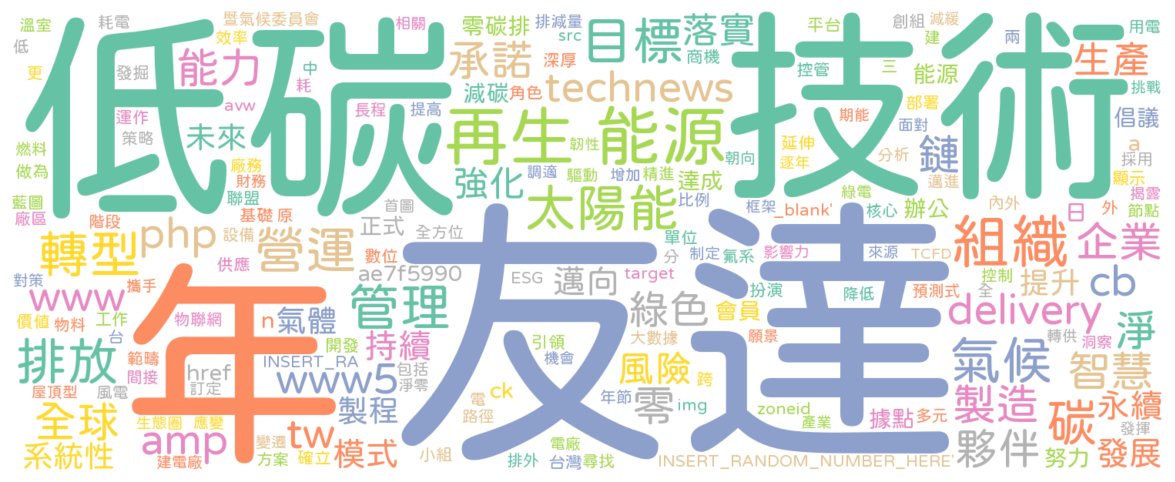 溫室
耗電
暨氣候委員會
相關
零碳排
排減量
目標
落實
平台
創組
減緩
用電
低
效率
src
商機
建
兩
更
發掘
能力
中
承諾
深厚
控管
三
能源
生產
耗
減碳
角色
technews
挑戰
低碳
技術
運作
avw
長程
提高
部署
倡議
策略
未來
再生
能源
韌性
期能
面對
鏈
a
燃料
廠務
調適
驅動
增加
精進
朝向
延伸
分析
採用
做為
財務
強化
太陽能
達成
逐年
邁進
顯示
藍圖
聯盟
首圖
比例
綠電
揭露
廠區
階段
基礎
原
正式
全方位
單位
框架
_blank'
核心
辦公
內外
日
外
節點
轉型
php
設備
營運
數位
分
制定
氟系
影響力
來源
TCFD
組織
企業
對策
供應
ae7f5990
ESG
邁向
target
扮演
降低
預測式
控制
全
提升
cb
www
攜手
年
友達
管理
綠色
會員
delivery
價值
物料
工作
物聯網
n
氣體
大數據
願景
轉供
洞察
淨
台
開發
持續
引領
機會
風險
跨
氣候
智慧
排放
範疇
間接
href
訂定
INSERT_RA
www5
包括
淨零
屋頂型
風電
製程
ck
電
路徑
年節
零
img
zoneid
產業
據點
多元
製造
碳
永續
發揮
全球
生態圈
應變
amp
tw
系統性
建電廠
變遷
方案
確立
模式
小組
排外
電廠
台灣
尋找
INSERT_RANDOM_NUMBER_HERE'
夥伴
努力
發展